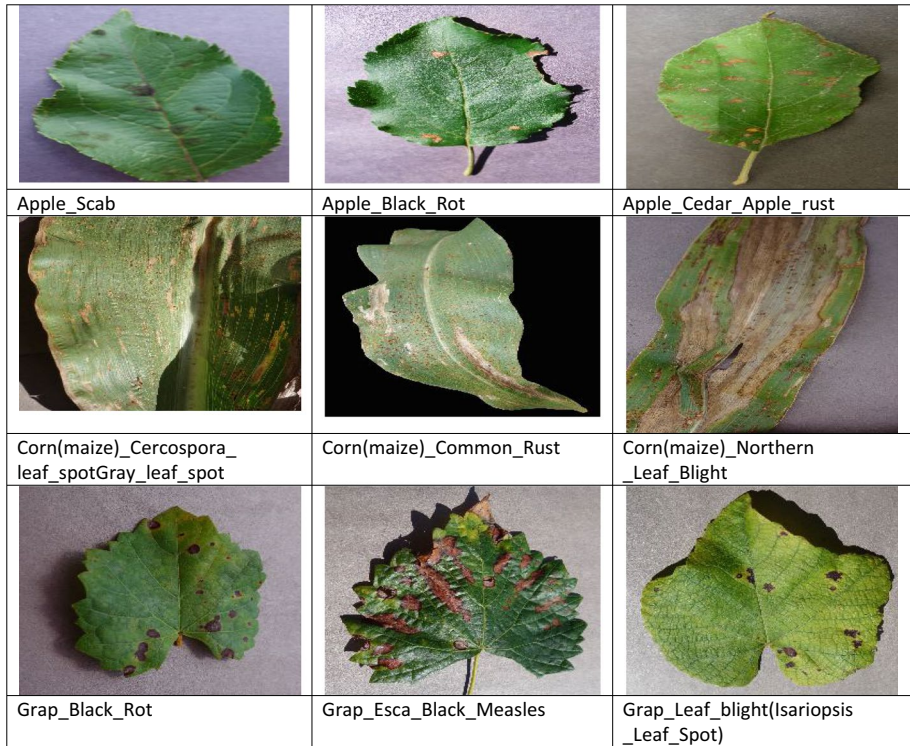 Apple_Scab
Apple_Black_Rot
Apple_Cedar_Apple_rust
Corn(maize)_Cercospora_
leaf_spotGray_leaf_spot
Corn(maize)_Common_Rust
Corn(maize)_Northern
_Leaf_Blight
Grap_Black_Rot
Grap_Esca_Black_Measles
Grap_Leaf_blight(Isariopsis
_Leaf_Spot)